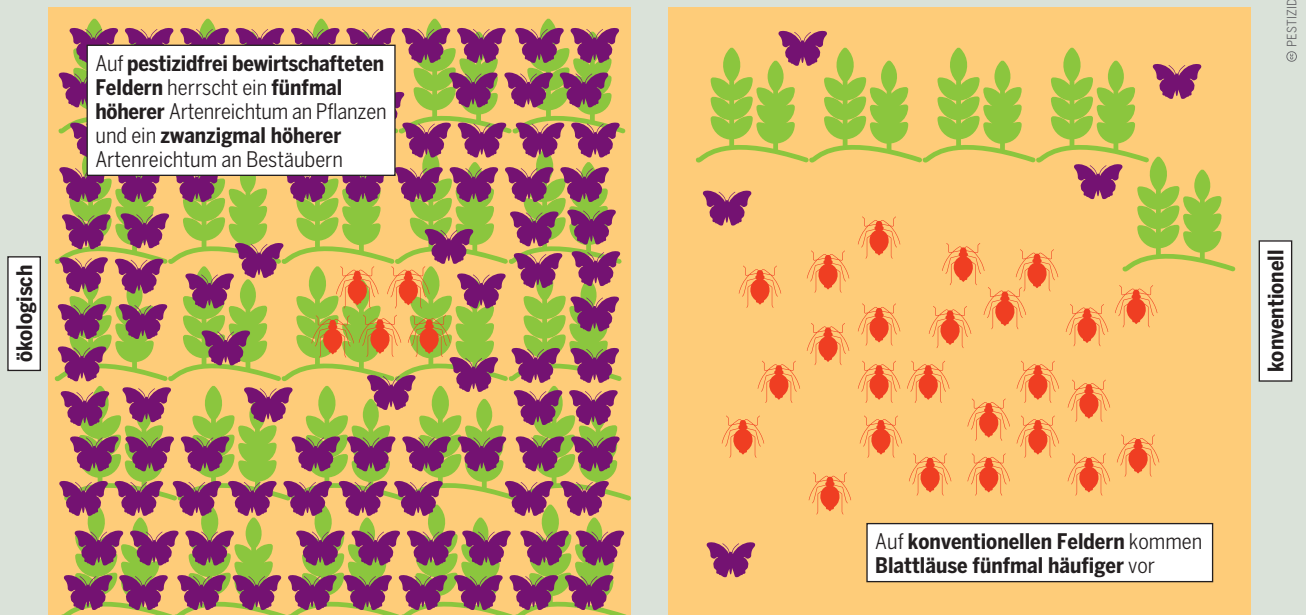 Auf pestizidfrei bewirtschafteten
Feldern herrscht ein fünfmal
höherer Artenreichtum an Pflanzen
und ein zwanzigmal höherer
Artenreichtum an Bestäubern
ökologisch
konventionell
Auf konventionellen Feldern kommen
Blattläuse fünfmal häufiger vor
© PESTIZID